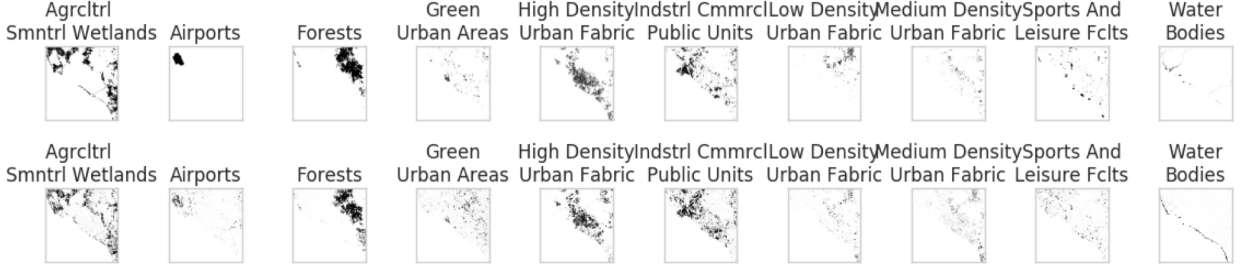 Agrcltrl
Smntrl Wetlands
Airports
Forests
Green
Urban Areas
High Density
Urban Fabric
Indstrl Cmmrcl
Public Units
Low Density
Urban Fabric
Medium Density
Urban Fabric
Sports And
Leisure Fclts
Water
Bodies
Agrcltrl
Smntrl Wetlands
Airports
Forests
Green
Urban Areas
High Density
Urban Fabric
Indstrl Cmmrcl
Public Units
Low Density
Urban Fabric
Medium Density
Urban Fabric
Sports And
Leisure Fclts
Water
Bodies